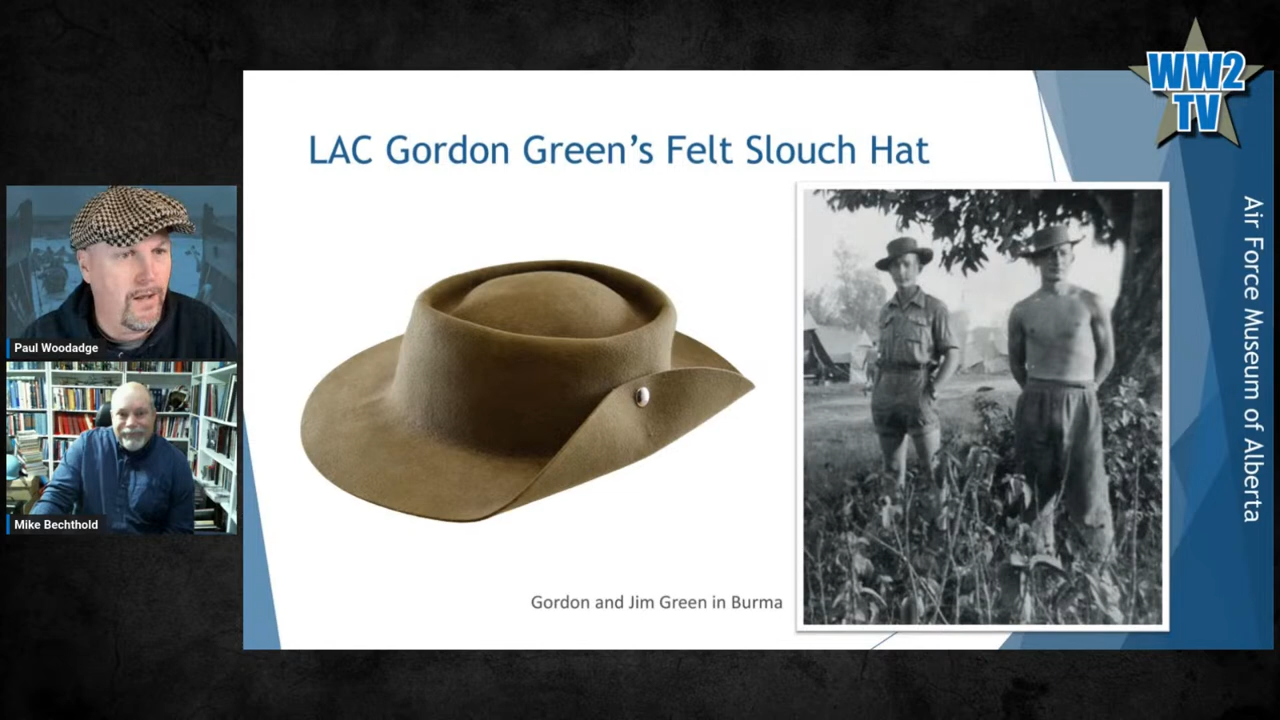 WW2
TV
LAC Gordon Green’s Felt Slouch Hat
Air Force Museum of Alberta
Paul Woodadge
Mike Bechthold
Gordon and Jim Green in Burma